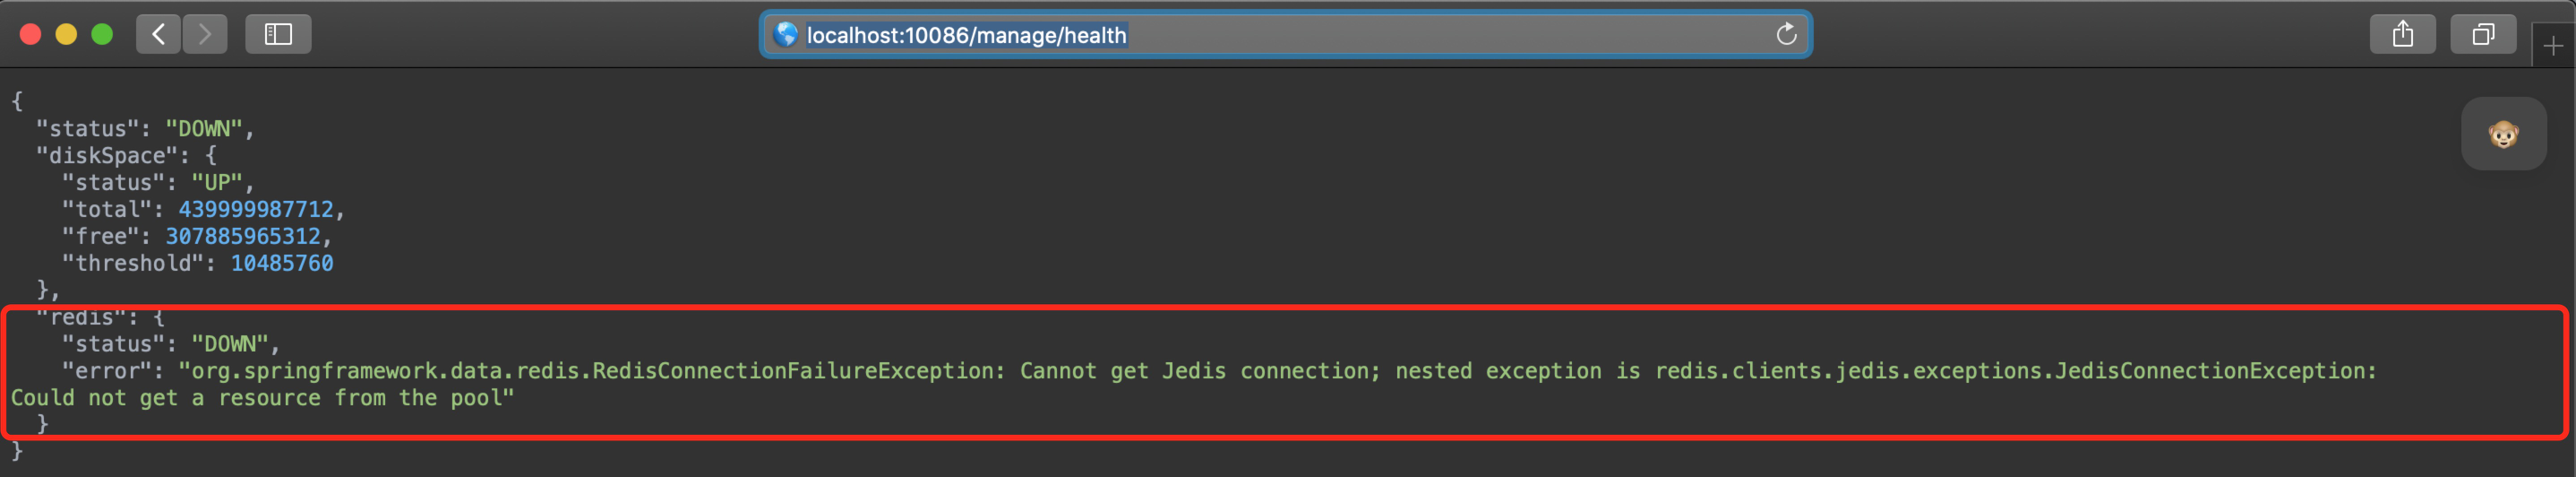 localhost:10086/manage/health
{
"status": "DOWN",
"diskSpace": {
"status": "UP",
"total": 439999987712,
"free": 307885965312,
"threshold": 10485760
},
"redis": {
"status": "DOWN",
"error": "org.springframework.data.redis.RedisConnectionFailureException: Cannot get Jedis connection; nested exception is redis.clients.jedis.exceptions.JedisConnectionException:
Could not get a resource from the pool"
}
}